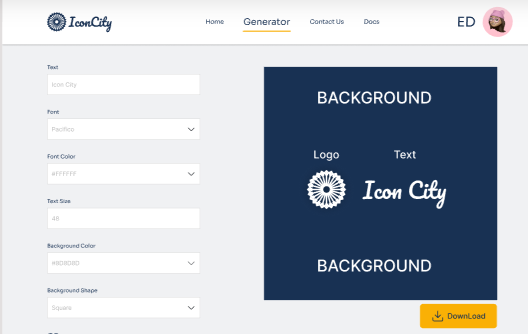 IconCity
Home
Generator
Contact Us
Docs
ED
Text
Icon City
Font
Pacifico
Font Color
#FFFFFF
Text Size
48
Background Color
#BDBDBD
Background Shape
Square
BACKGROUND
Logo
Text
Icon City
BACKGROUND
DownLoad